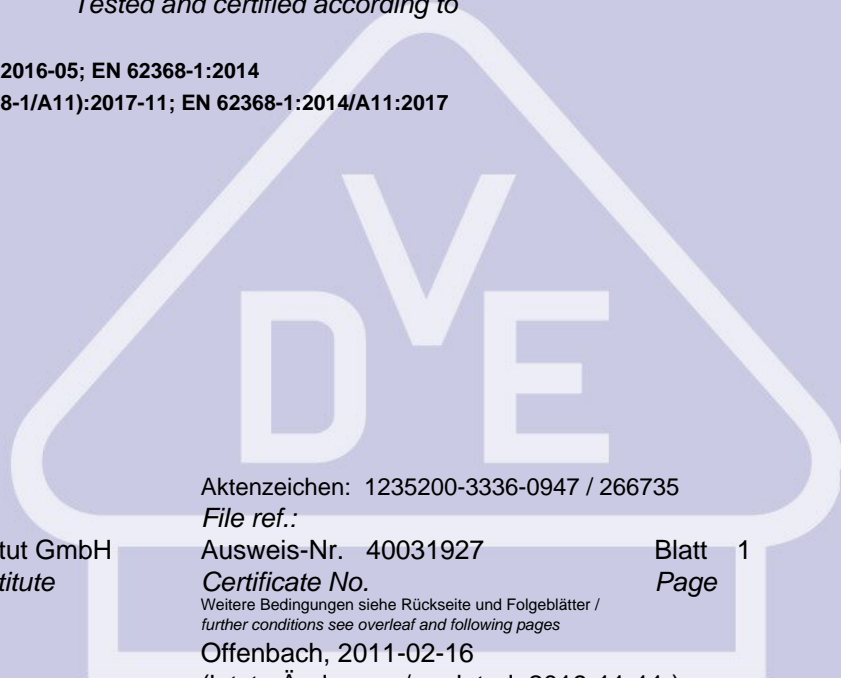 Tested and certified according to
2016-05; EN 62368-1:2014
8-1/A11):2017-11; EN 62368-1:2014/A11:2017
DVE
Aktenzeichen: 1235200-3336-0947 / 266735
File ref.:
tut GmbH Ausweis-Nr. 40031927 Blatt 1
titute Certificate No. Page
Weitere Bedingungen siehe Rückseite und Folgeblätter /
further conditions see overleaf and following pages
Offenbach, 2011-02-16